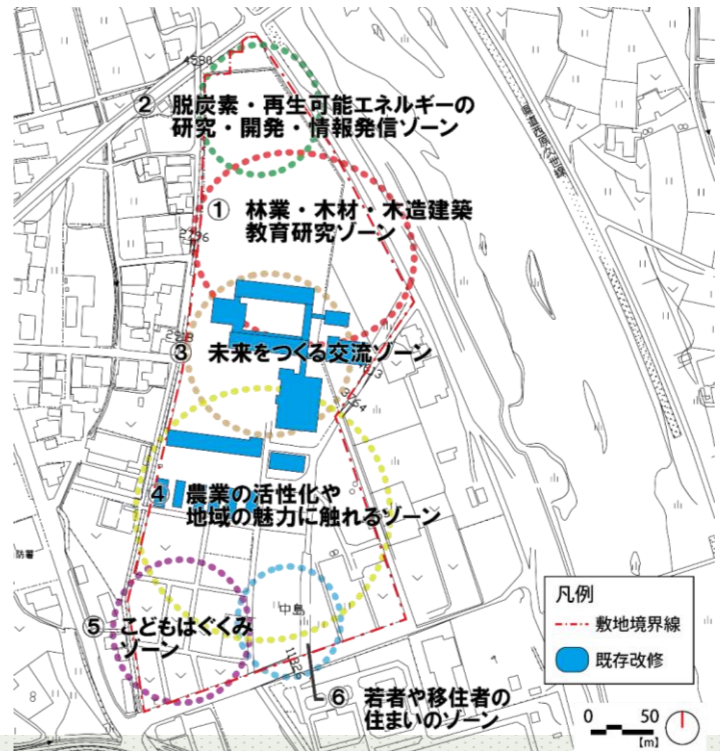 ② 脱炭素・再生可能エネルギーの
研究・開発・情報発信ゾーン
① 林業・木材・木造建築
教育研究ゾーン
③ 未来をつくる交流ゾーン
④ 農業の活性化や
地域の魅力に触れるゾーン
中島
⑤ こどもはぐくみ
ゾーン
⑥ 若者や移住者の
住まいのゾーン
凡例
敷地境界線
既存改修
0 50
[m]